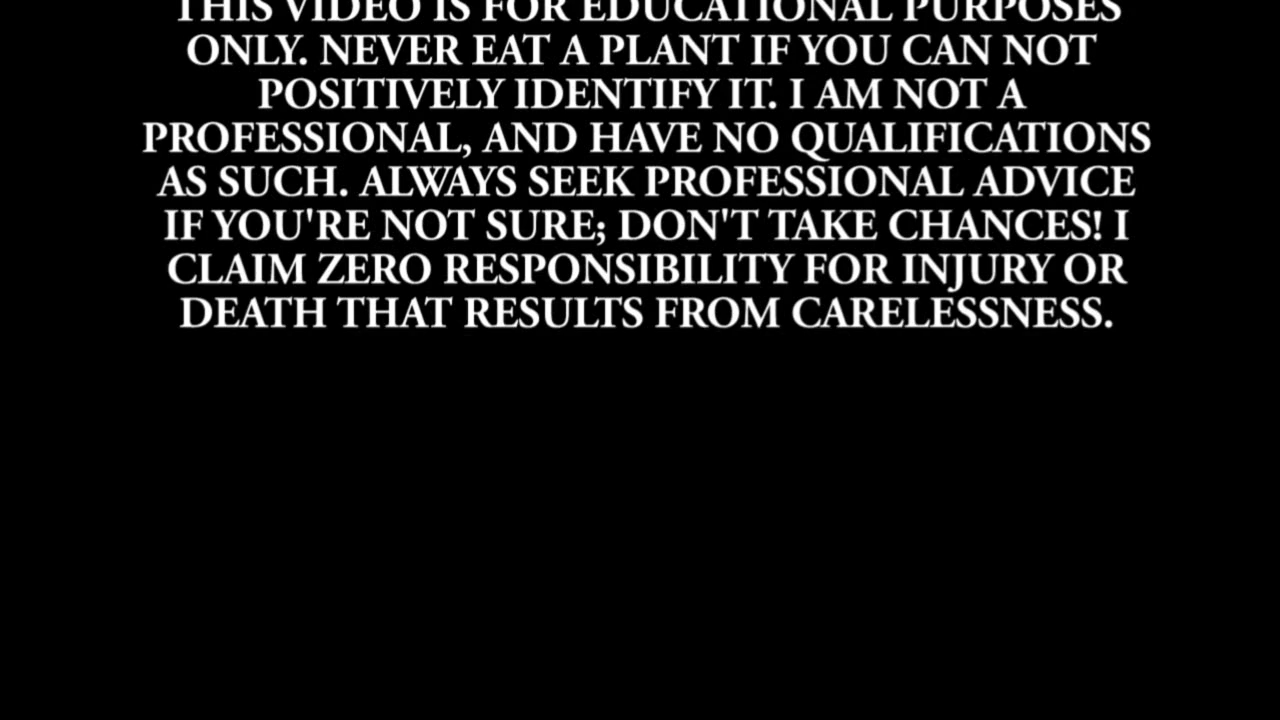 THIS VIDEO IS FOR EDUCATIONAL PURPOSES
ONLY. NEVER EAT A PLANT IF YOU CAN NOT
POSITIVELY IDENTIFY IT. I AM NOT A
PROFESSIONAL, AND HAVE NO QUALIFICATIONS
AS SUCH. ALWAYS SEEK PROFESSIONAL ADVICE
IF YOU'RE NOT SURE; DON'T TAKE CHANCES! I
CLAIM ZERO RESPONSIBILITY FOR INJURY OR
DEATH THAT RESULTS FROM CARELESSNESS.